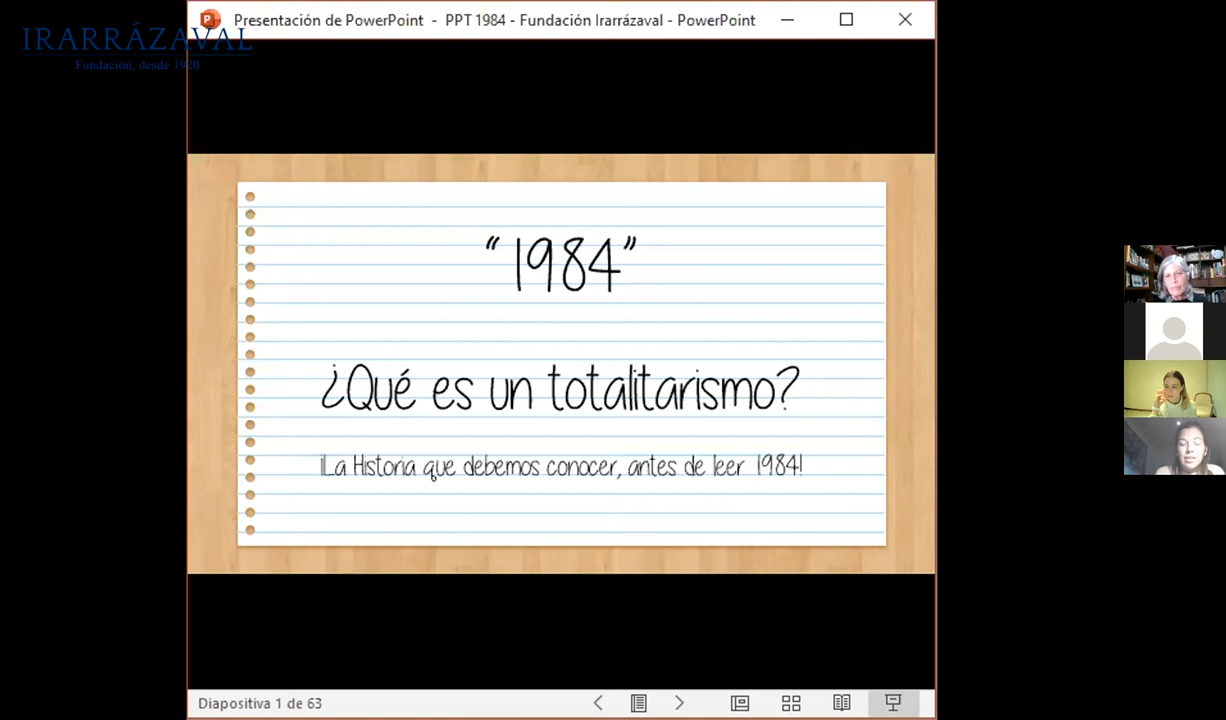 Presentación de PowerPoint - PPT 1984 - Fundación Irarrázaval - PowerPoint
IRARRÁZAVAL
Fundación, desde 1920
“1984”
¿Qué es un totalitarismo?
¡La Historia que debemos conocer, antes de leer 1984!
Diapositiva 1 de 63